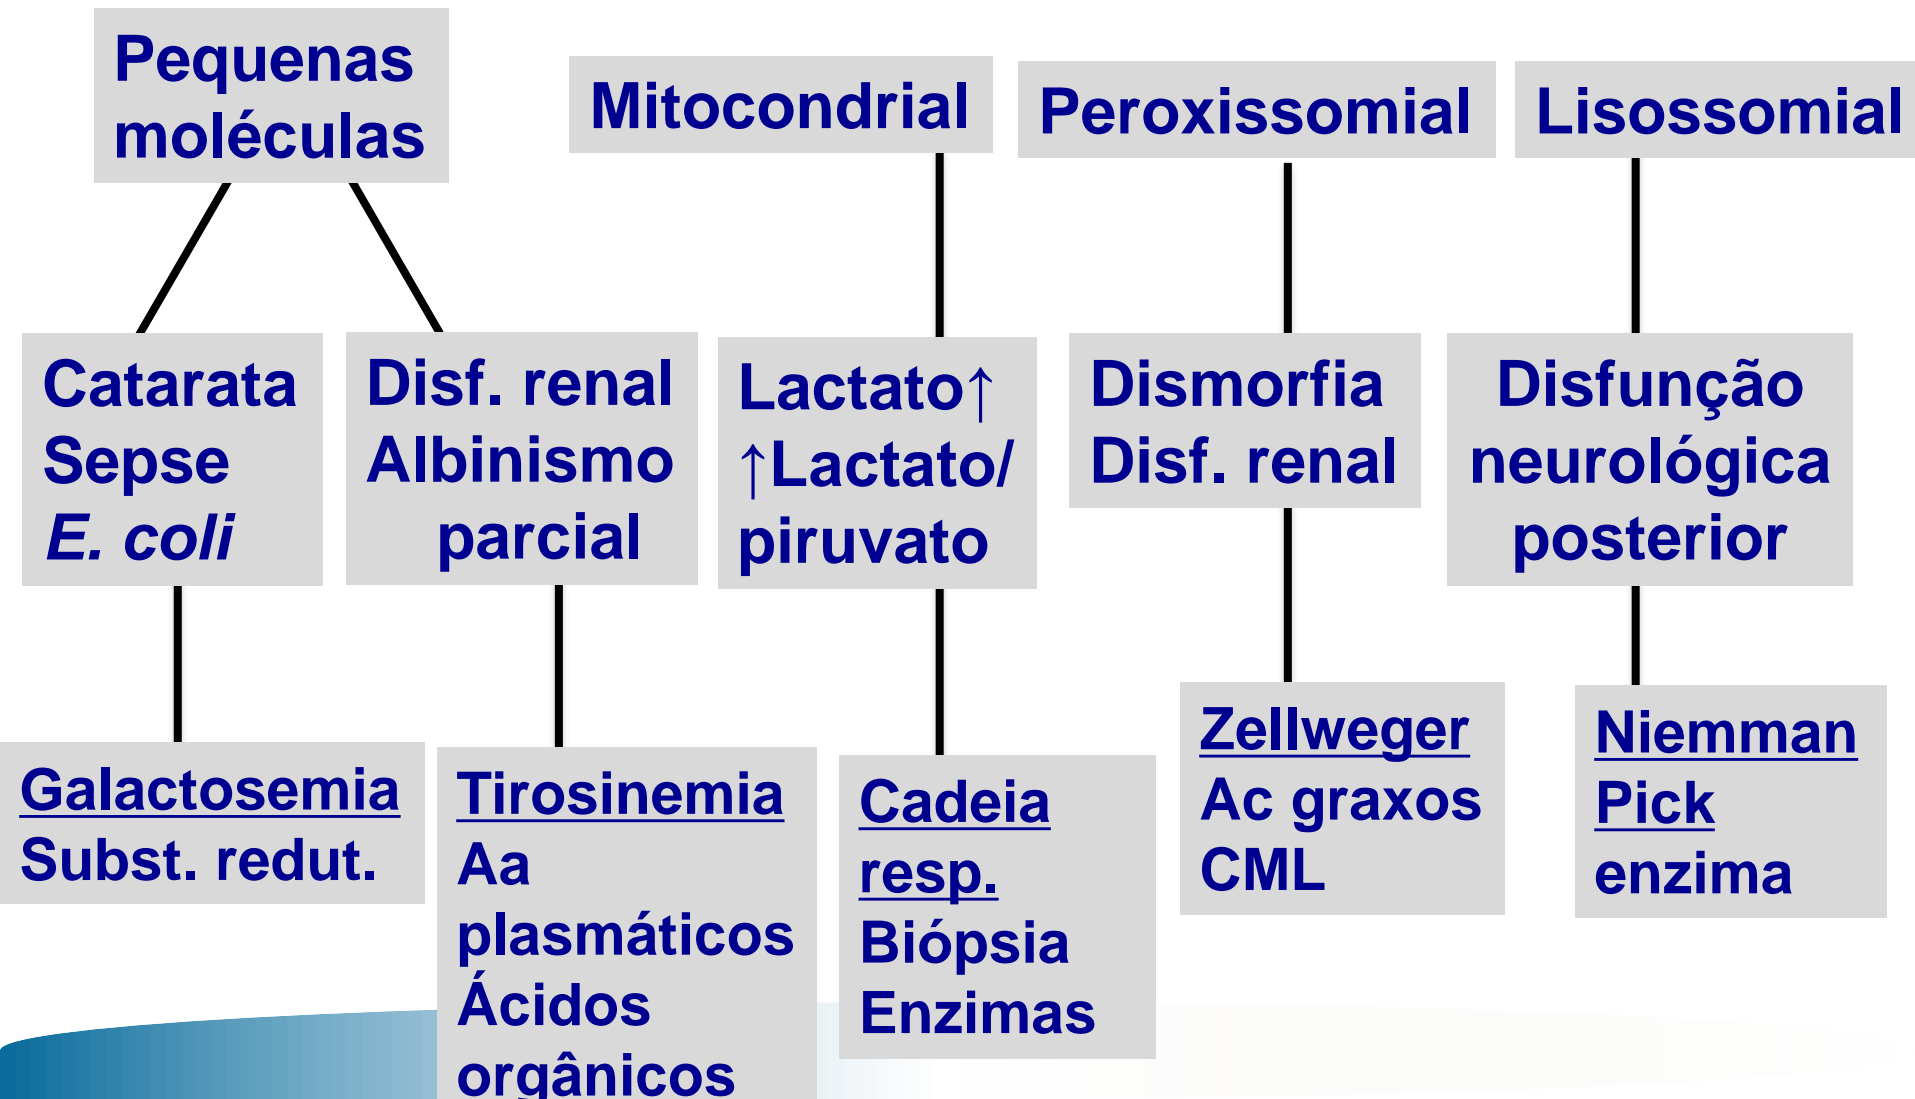 Pequenas
moléculas
Mitocondrial
Peroxissomial
Lisossomial
Catarata
Sepse
E. coli
Disf. renal
Albinismo
parcial
Lactato↑
↑Lactato/
piruvato
Dismorfia
Disf. renal
Disfunção
neurológica
posterior
Galactosemia
Subst. redut.
Tirosinemia
Aa
plasmáticos
Ácidos
orgânicos
Cadeia
resp.
Biópsia
Enzimas
Zellweger
Ac graxos
CML
Niemman
Pick
enzima